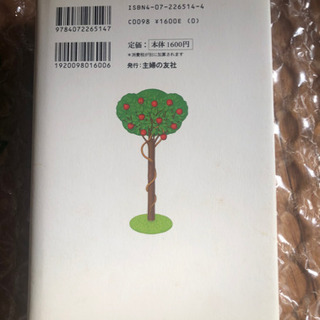 ISBN4-07-226514-4
C0098 ¥1600E (0)
9784072265147
1920098016006
定価：本体1600円
＊消費税が別に加算されます
発行：主婦の友社